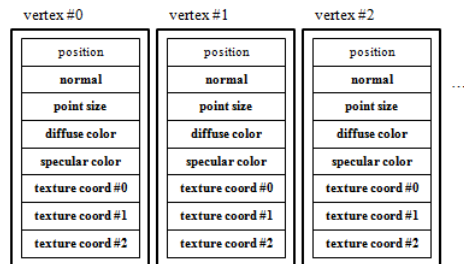 vertex #0
position
normal
point size
diffuse color
specular color
texture coord #0
texture coord #1
texture coord #2
vertex #1
position
normal
point size
diffuse color
specular color
texture coord #0
texture coord #1
texture coord #2
vertex #2
position
normal
point size
diffuse color
specular color
texture coord #0
texture coord #1
texture coord #2
...